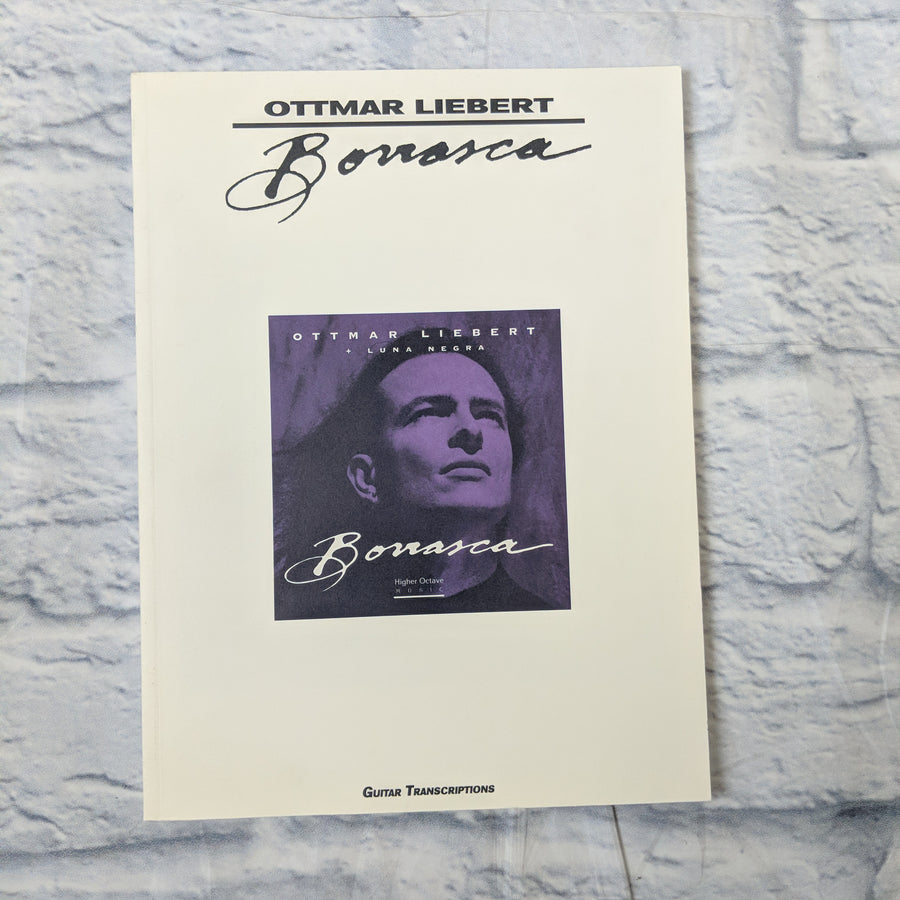 OTTMAR LIEBERT
Borrasca
OTTMAR LIEBERT
+ LUNA NEGRA
Borrasca
Higher Octave
MUSIC
GUITAR TRANSCRIPTIONS